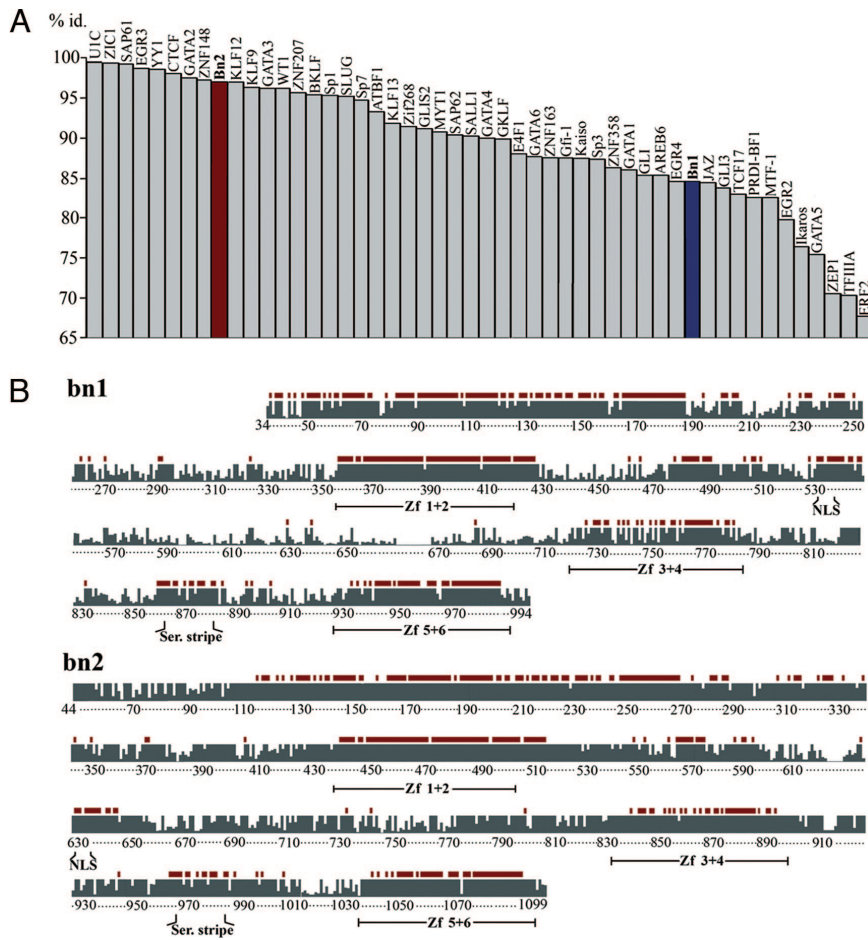 A
% id.
100
95
90
85
80
75
70
65
U1C
ZIC1
SAP61
EGR3
YY1
CTCF
GATA2
ZNF148
Bn2
KLF12
KLF9
GATA3
WT1
ZNF207
BKLF
Sp1
SLUG
Sp7
ATBF1
KLF13
Zif268
GLIS2
MYT1
SAP62
SALL1
GATA4
GKLF
E4F1
GATA6
ZNF163
Gfi-1
Kaiso
Sp3
ZNF358
GATA1
GLI
AREB6
EGR4
Bn1
JAZ
GLI3
TCF17
PRDI-BF1
MTF-1
EGR2
Ikaros
GATA5
ZEP1
TFIIIA
B
bn1
34 50 70 90 110 130 150 170 190 210 230 250
270 290 310 330 350 370 390 410 430 450 470 490 510 530
Zf 1+2 NLS
570 590 610 630 650 670 690 710 730 750 770 790 810
Zf 3+4
830 850 870 890 910 930 950 970 994
Ser. stripe Zf 5+6
bn2
44 70 90 110 130 150 170 190 210 230 250 270 290 310 330
350 370 390 410 430 450 470 490 510 530 550 570 590 610
Zf 1+2
630 650 670 690 710 730 750 770 790 810 830 850 870 890 910
NLS Zf 3+4
930 950 970 990 1010 1030 1050 1070 1099
Ser. stripe Zf 5+6